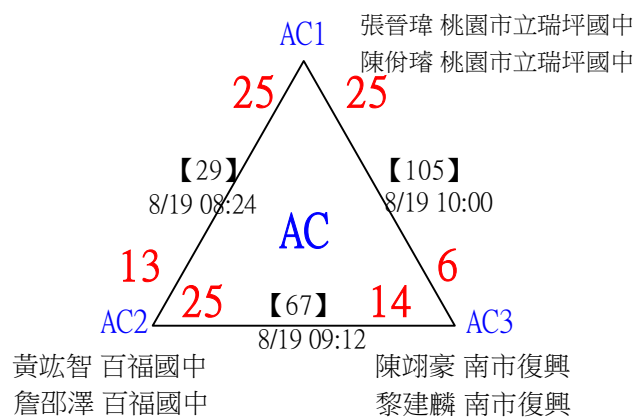 AC1
張晉瑋 桃園市立瑞坪國中
陳佾璿 桃園市立瑞坪國中
25 25
【29】 【105】
8/19 08:24 8/19 10:00
AC
13 6
25 【67】 14
AC2 AC3
8/19 09:12
黃竑智 百福國中 陳翊豪 南市復興
詹邵澤 百福國中 黎建麟 南市復興